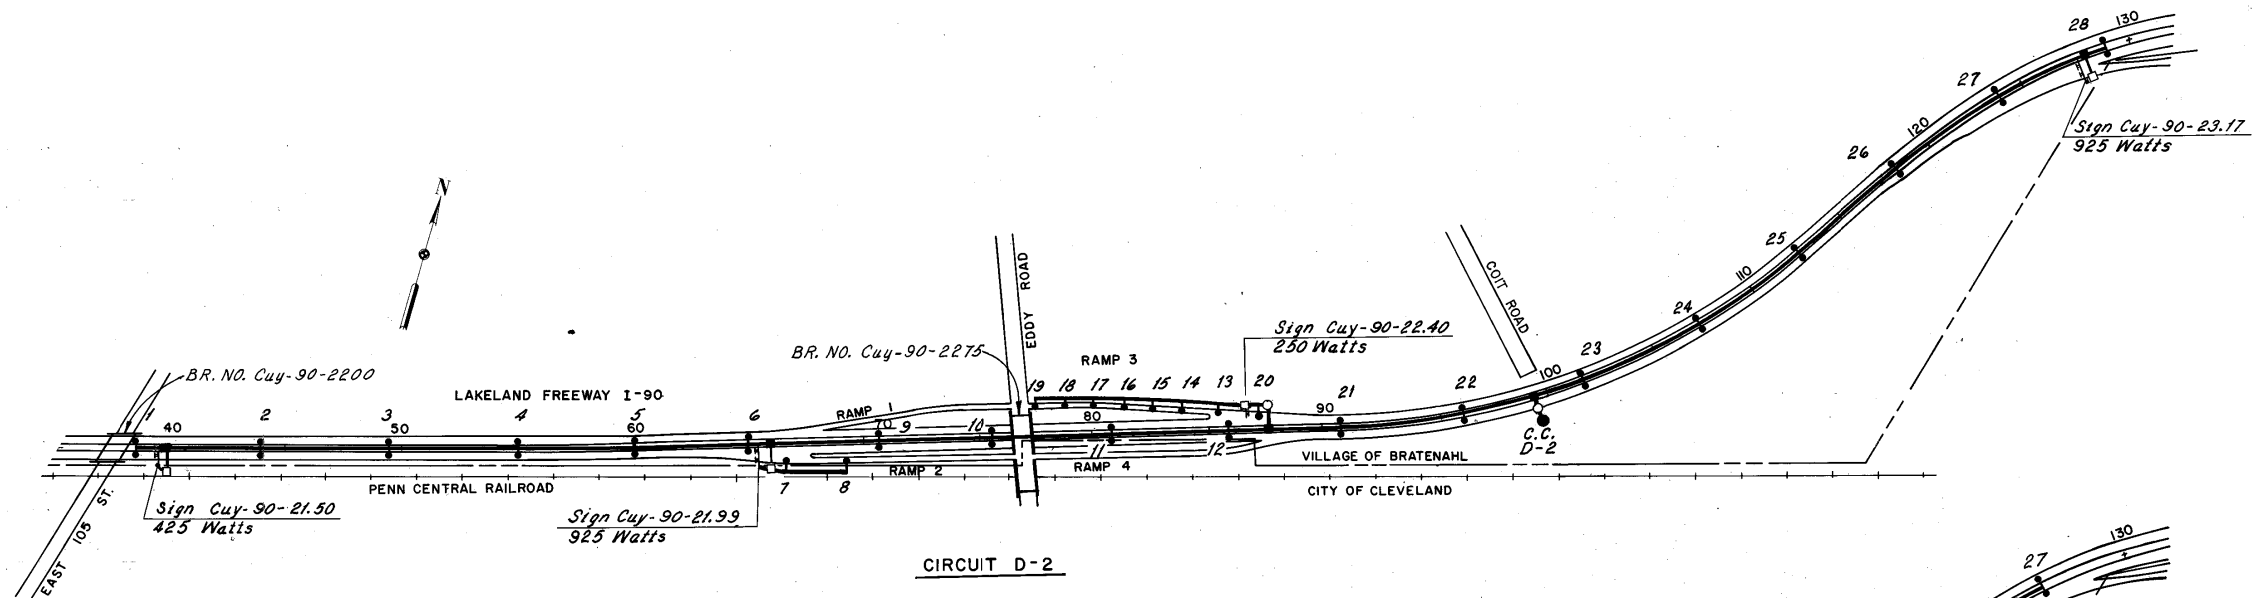 28
130
27
Sign Cuy-90-23.17
925 Watts
120
26
N
25
110
EDDY ROAD
COIT ROAD
24
Sign Cuy-90-22.40
250 Watts
BR. NO. Cuy-90-2275
RAMP 3
23
100
BR. NO. Cuy-90-2200
LAKELAND FREEWAY I-90
19 18 17 16 15 14 13 20
21
22
RAMP 1
90
80
1
2
3
4
5
6
40
50
60
70
9
10
11
12
C.C.
D-2
RAMP 2
RAMP 4
VILLAGE OF BRATENAHL
PENN CENTRAL RAILROAD
7
8
CITY OF CLEVELAND
Sign Cuy-90-21.50
425 Watts
Sign Cuy-90-21.99
925 Watts
EAST 105 ST.
CIRCUIT D-2
130
27